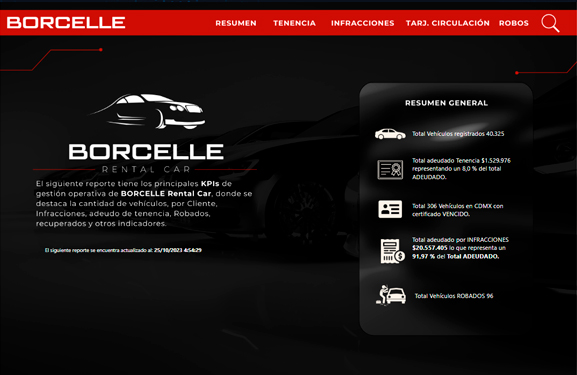 BORCELLE
RESUMEN
TENENCIA
INFRACCIONES
TARJ. CIRCULACIÓN
ROBOS
BORCELLE
RENTAL CAR
El siguiente reporte tiene los principales KPIs de
gestión operativa de BORCELLE Rental Car, donde se
destaca la cantidad de vehículos, por Cliente,
Infracciones, adeudo de tenencia, Robados,
recuperados y otros indicadores.
El siguiente reporte se encuentra actualizado al: 25/10/2023 4:54:29
RESUMEN GENERAL
Total Vehículos registrados 40.325
Total adeudado Tenencia $1.529.976
representando un 8,0 % del total
ADEUDADO.
Total 306 Vehículos en CDMX con
certificado VENCIDO.
Total adeudado por INFRACCIONES
$20.557.405 lo que representa un
91,97 % del Total ADEUDADO.
Total Vehículos ROBADOS 96